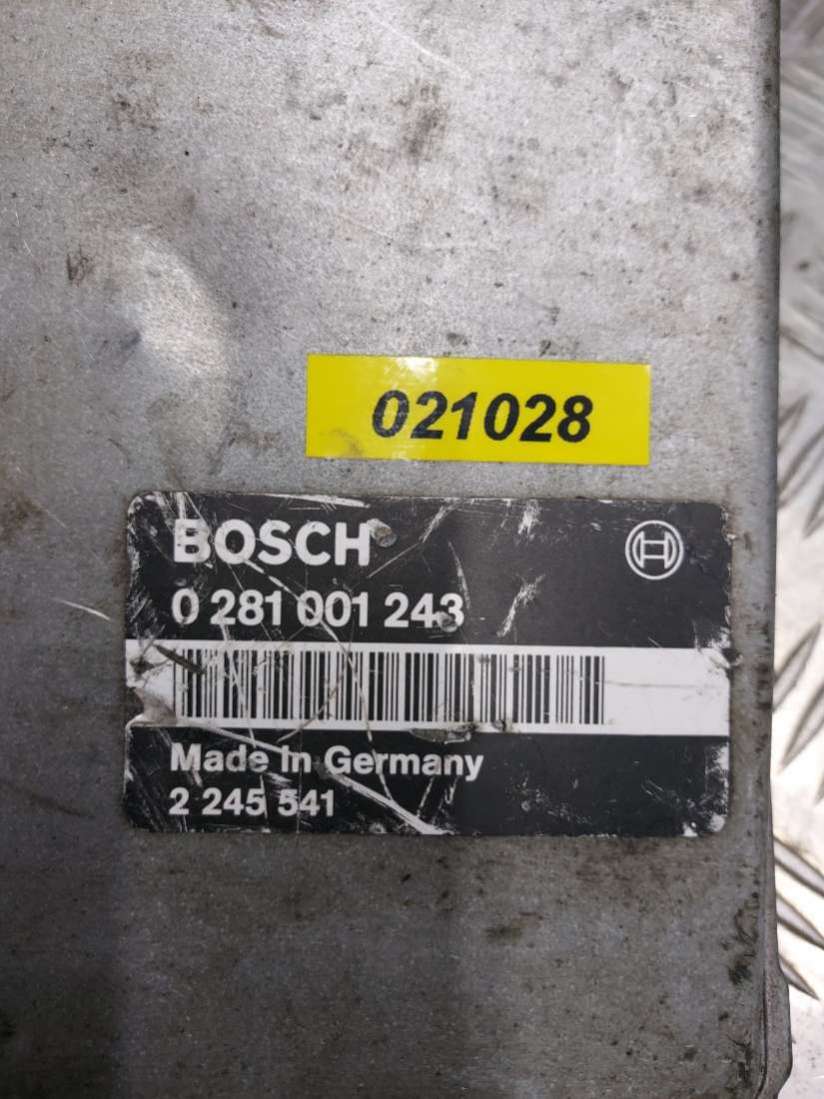 021028
BOSCH
0 281 001 243
Made in Germany
2 245 541